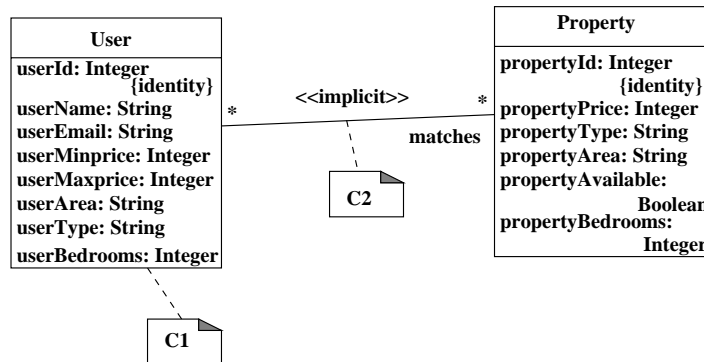 User
userId: Integer
{identity}
userName: String
userEmail: String
userMinprice: Integer
userMaxprice: Integer
userArea: String
userType: String
userBedrooms: Integer
C1
<<implicit>>
*
*
matches
C2
Property
propertyId: Integer
{identity}
propertyPrice: Integer
propertyType: String
propertyArea: String
propertyAvailable:
Boolean
propertyBedrooms:
Integer